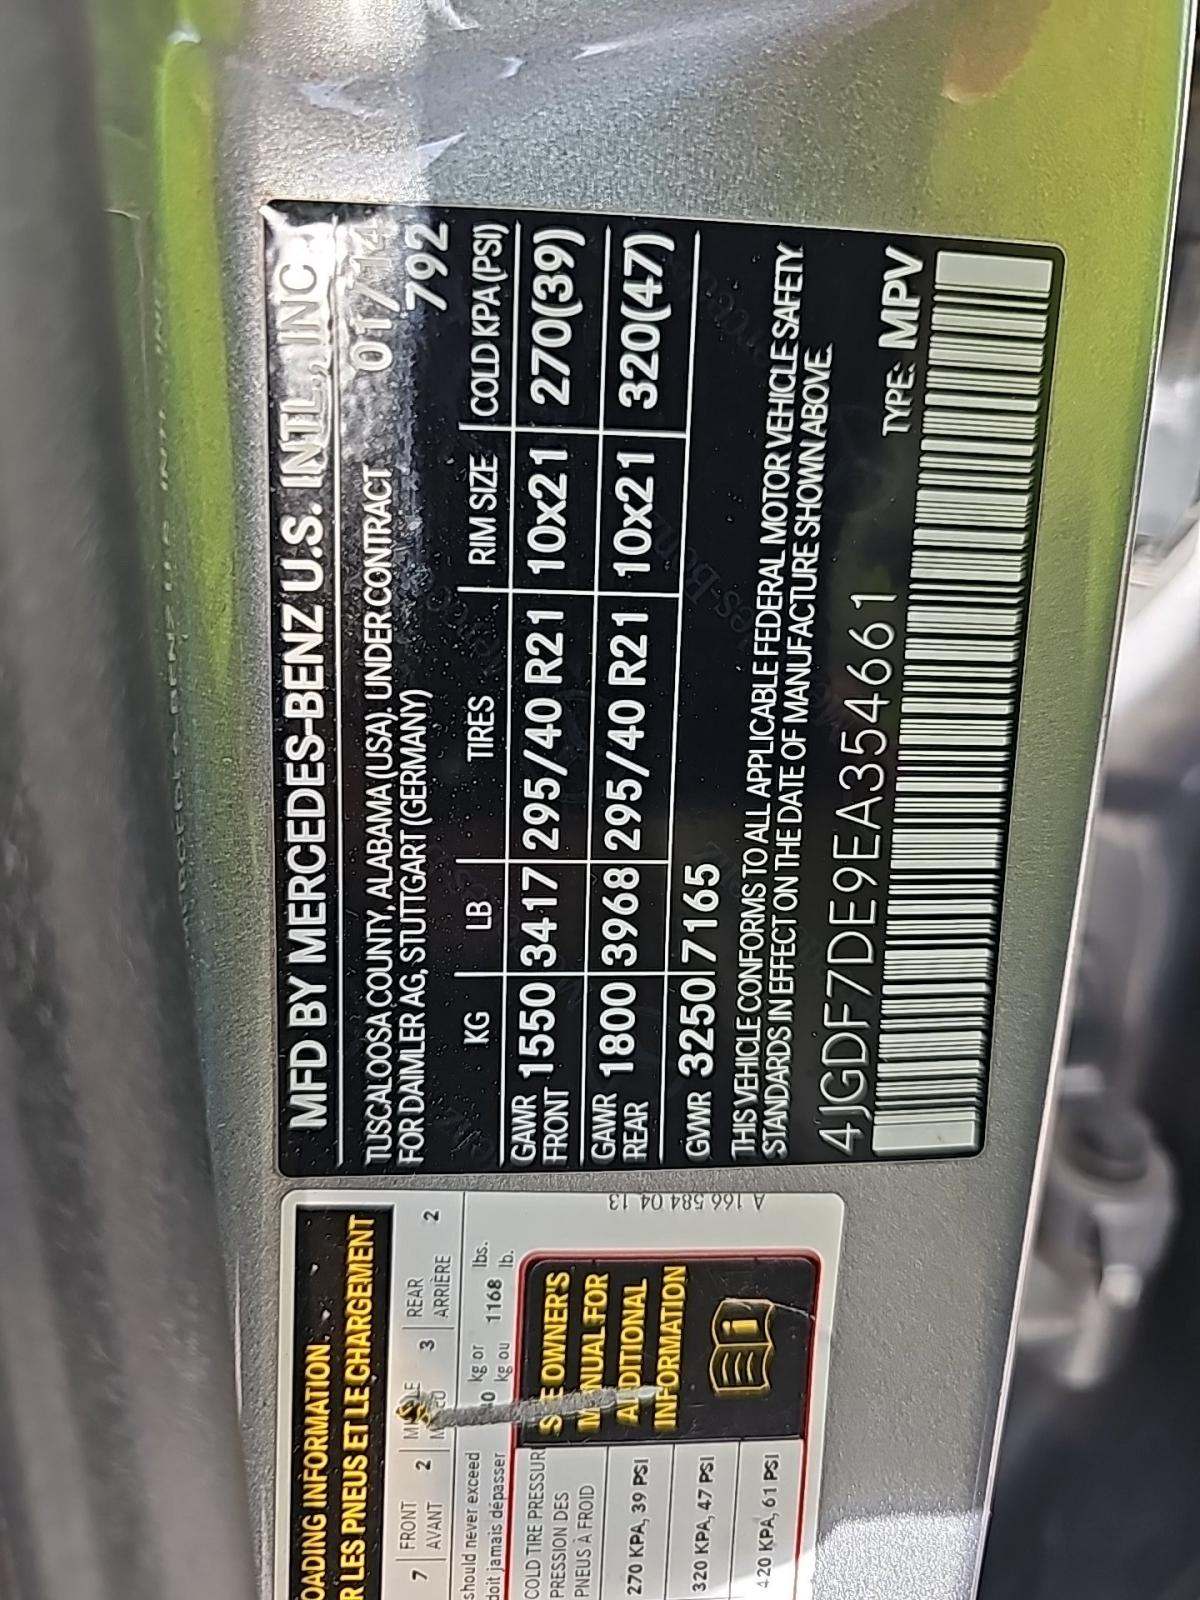 MFD BY MERCEDES-BENZ U.S. INTL., INC.
TUSCALOOSA COUNTY, ALABAMA (USA). UNDER CONTRACT 01/14
FOR DAIMLER AG, STUTTGART (GERMANY) 792
KG LB TIRES RIM SIZE COLD KPA(PSI)
GAWR FRONT 1550 3417 295/40 R21 10x21 270(39)
GAWR REAR 1800 3968 295/40 R21 10x21 320(47)
GVWR 3250 7165
THIS VEHICLE CONFORMS TO ALL APPLICABLE FEDERAL MOTOR VEHICLE SAFETY
STANDARDS IN EFFECT ON THE DATE OF MANUFACTURE SHOWN ABOVE.
4JGDF7DE9EA354661 TYPE: MPV
OADING INFORMATION
R LES PNEUS ET LE CHARGEMENT
7 FRONT 2 3 REAR 2
AVANT ARRIÈRE
should never exceed kg or 1168 lbs.
doit jamais dépasser kg ou lb.
COLD TIRE PRESSURE
PRESSION DES
PNEUS À FROID
270 KPA, 39 PSI
320 KPA, 47 PSI
420 KPA, 61 PSI
SEE OWNER'S
MANUAL FOR
ADDITIONAL
INFORMATION
A 166 584 04 13